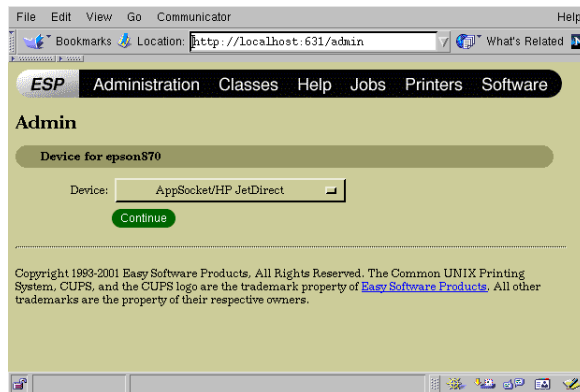 File Edit View Go Communicator Help
Bookmarks Location: http://localhost:631/admin What's Related N
ESP Administration Classes Help Jobs Printers Software
Admin
Device for epson870
Device: AppSocket/HP JetDirect
Continue
Copyright 1993-2001 Easy Software Products, All Rights Reserved. The Common UNIX Printing
System, CUPS, and the CUPS logo are the trademark property of Easy Software Products. All other
trademarks are the property of their respective owners.